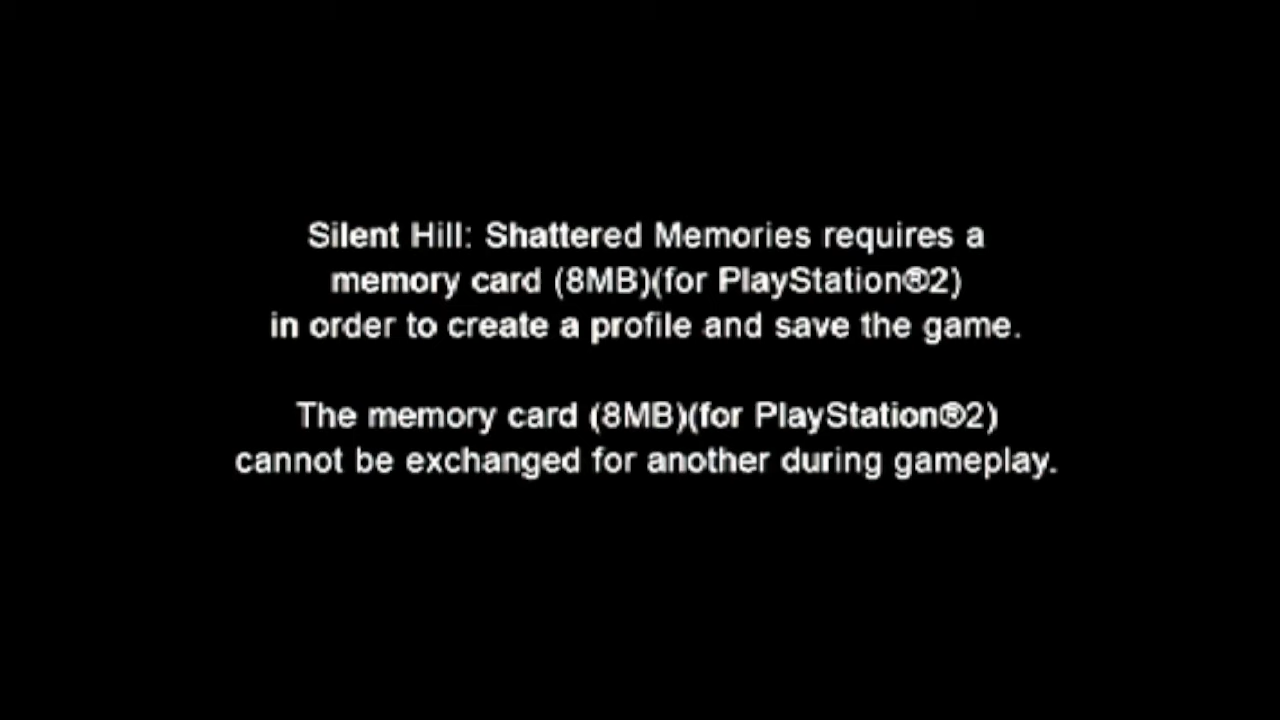 Silent Hill: Shattered Memories requires a
memory card (8MB)(for PlayStation®2)
in order to create a profile and save the game.
The memory card (8MB)(for PlayStation®2)
cannot be exchanged for another during gameplay.